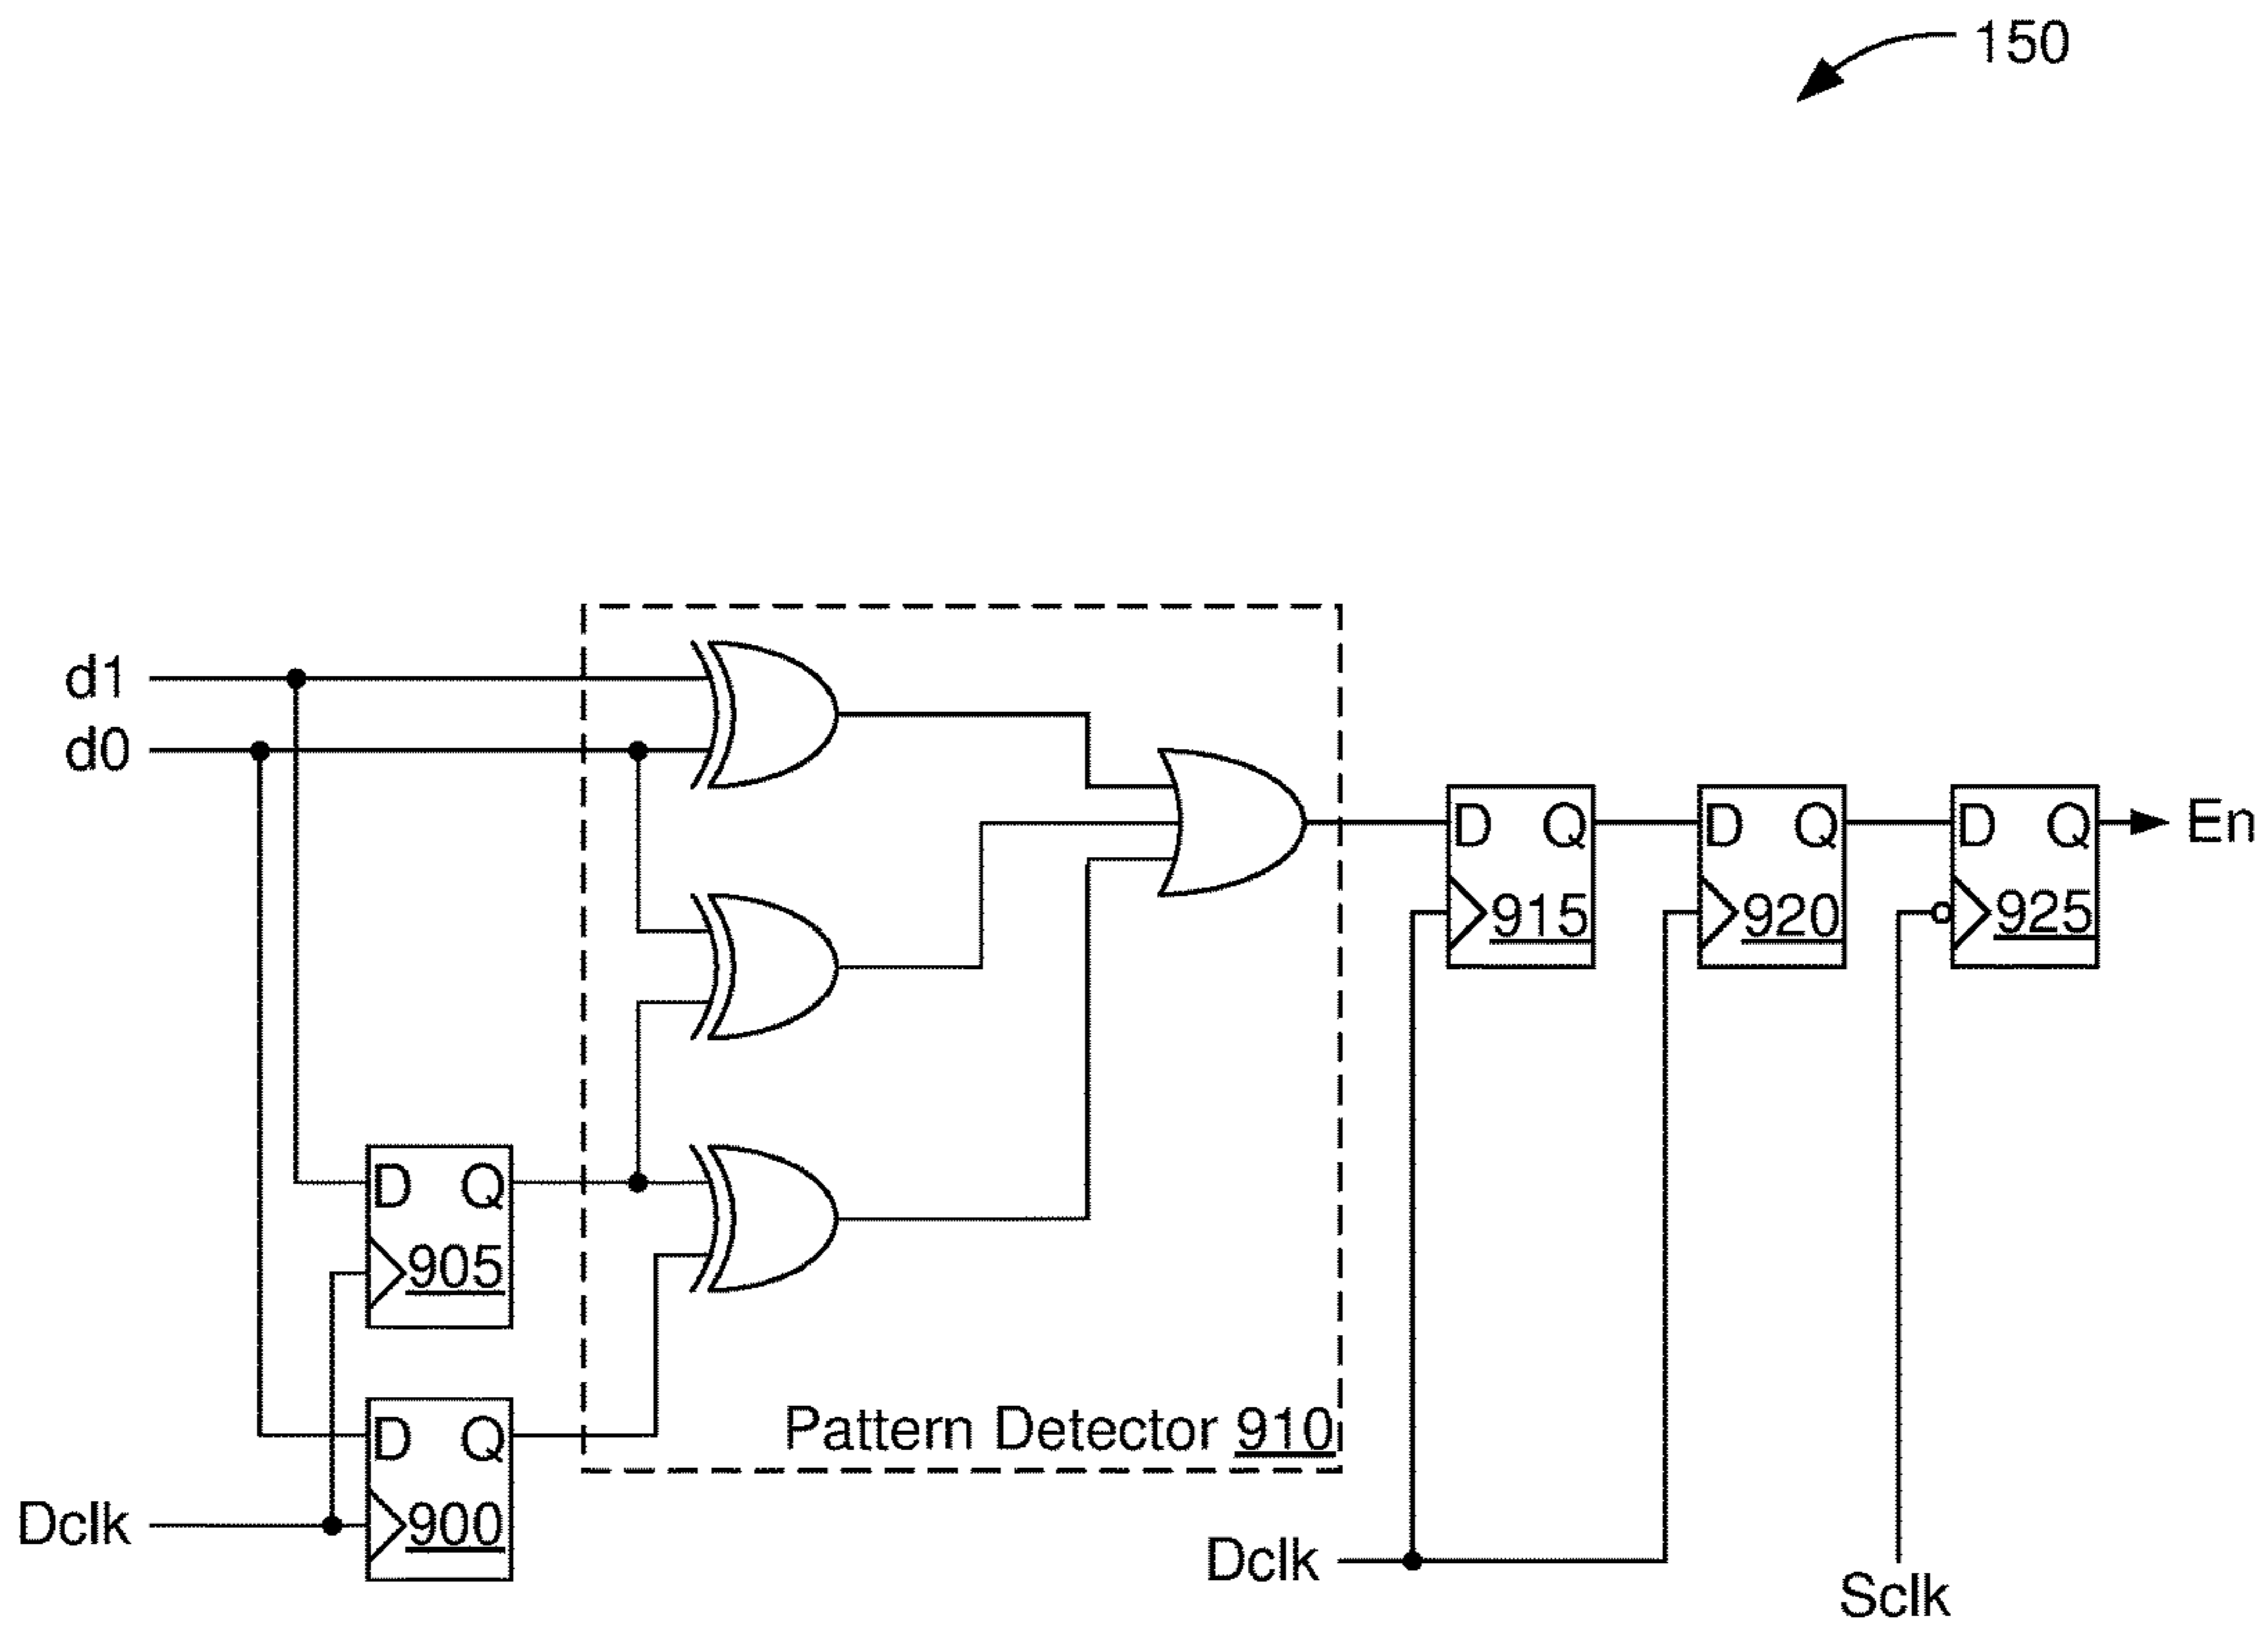 150
d1
d0
D Q
915
D Q
920
D Q
925
En
D Q
905
D Q
900
Pattern Detector 910
Dclk
Dclk
Sclk